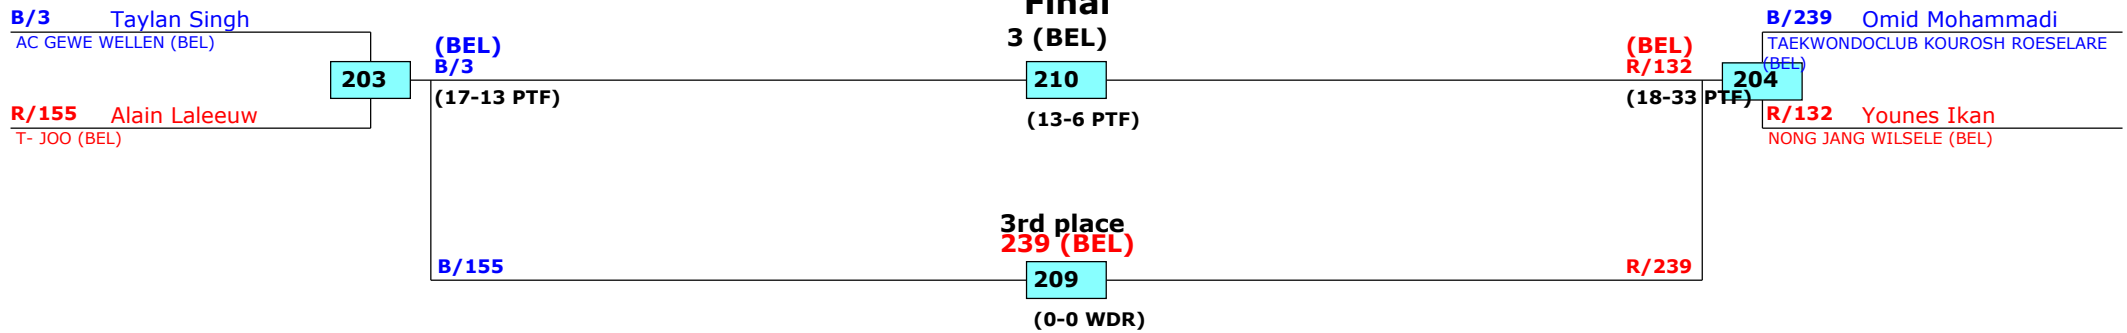 B/3 Taylan Singh
AC GEWE WELLEN (BEL)
203
R/155 Alain Laleeuw
T- JOO (BEL)
(BEL)
B/3
(17-13 PTF)
Final
3 (BEL)
210
(13-6 PTF)
(BEL)
R/132
(18-33 PTF)
B/239 Omid Mohammadi
TAEKWONDOCLUB KOUROSH ROESELARE
(BEL)
204
R/132 Younes Ikan
NONG JANG WILSELE (BEL)
3rd place
239 (BEL)
B/155
209
R/239
(0-0 WDR)